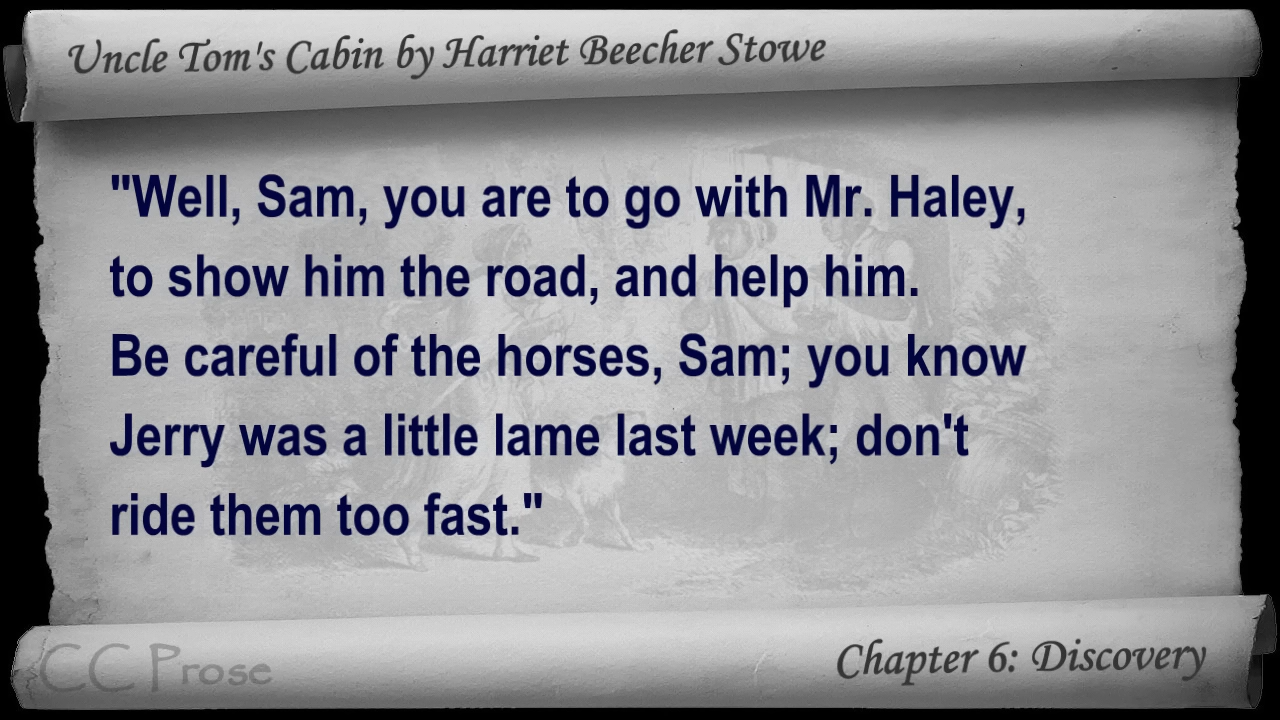 Uncle Tom's Cabin by Harriet Beecher Stowe
"Well, Sam, you are to go with Mr. Haley,
to show him the road, and help him.
Be careful of the horses, Sam; you know
Jerry was a little lame last week; don't
ride them too fast."
CC Prose
Chapter 6: Discovery